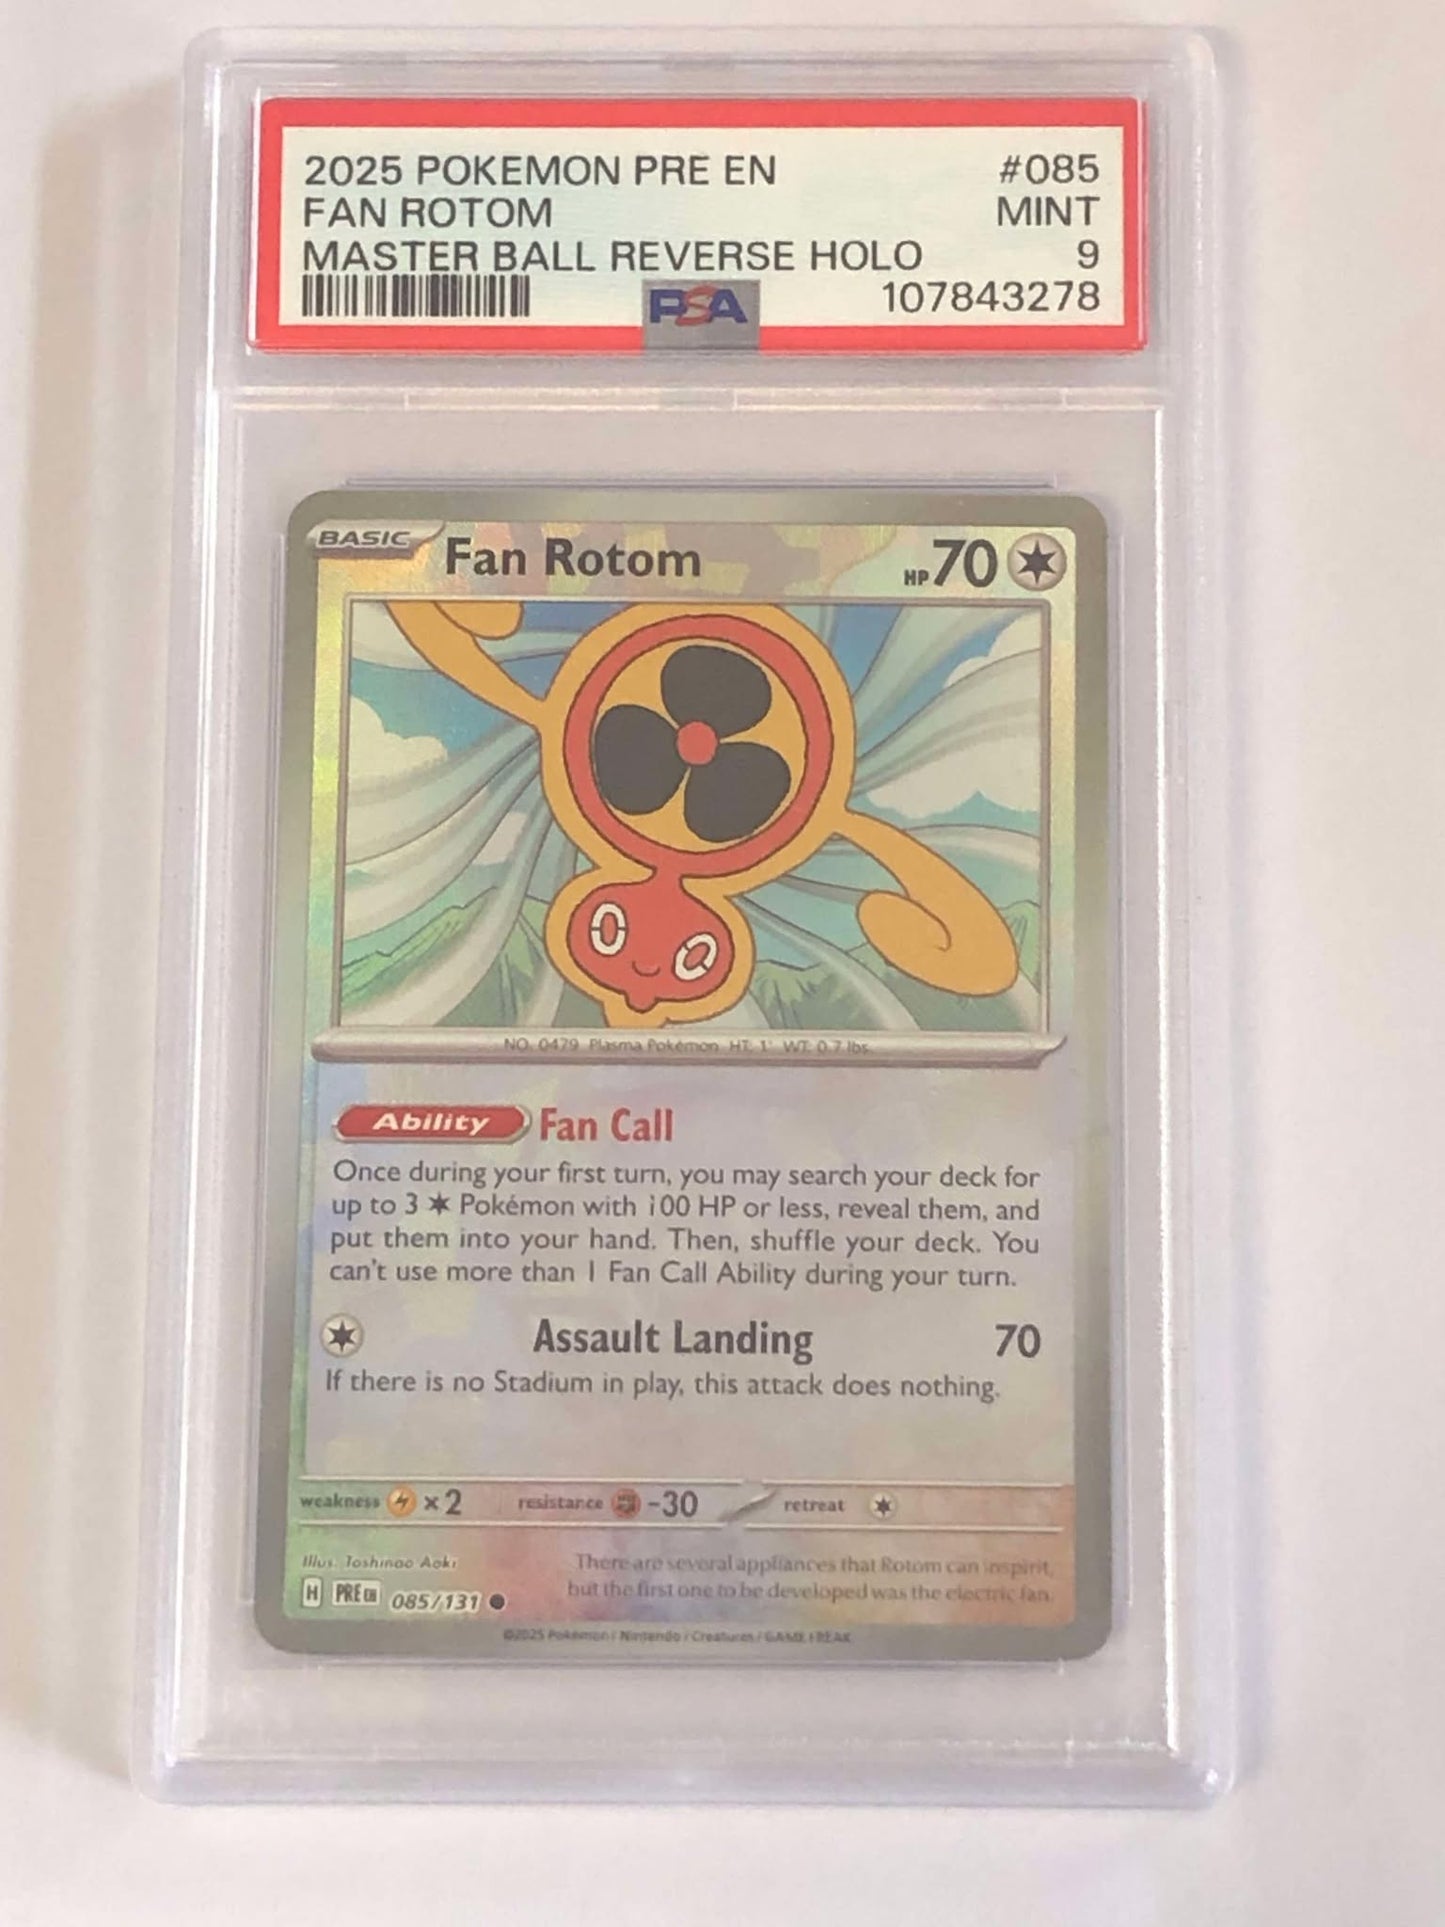 2025 POKEMON PRE EN #085
FAN ROTOM MINT
MASTER BALL REVERSE HOLO 9
PSA 107843278
BASIC Fan Rotom HP 70
NO. 0479 Plasma Pokémon HT: 1' WT: 0.7 lbs.
Ability Fan Call
Once during your first turn, you may search your deck for
up to 3 Pokémon with 100 HP or less, reveal them, and
put them into your hand. Then, shuffle your deck. You
can't use more than 1 Fan Call Ability during your turn.
Assault Landing 70
If there is no Stadium in play, this attack does nothing.
weakness ×2 resistance -30 retreat
Illus. Toshinao Aoki
There are several appliances that Rotom can inspirit,
but the first one to be developed was the electric fan.
H PRE EN 085/131
©2025 Pokémon / Nintendo / Creatures / GAME FREAK